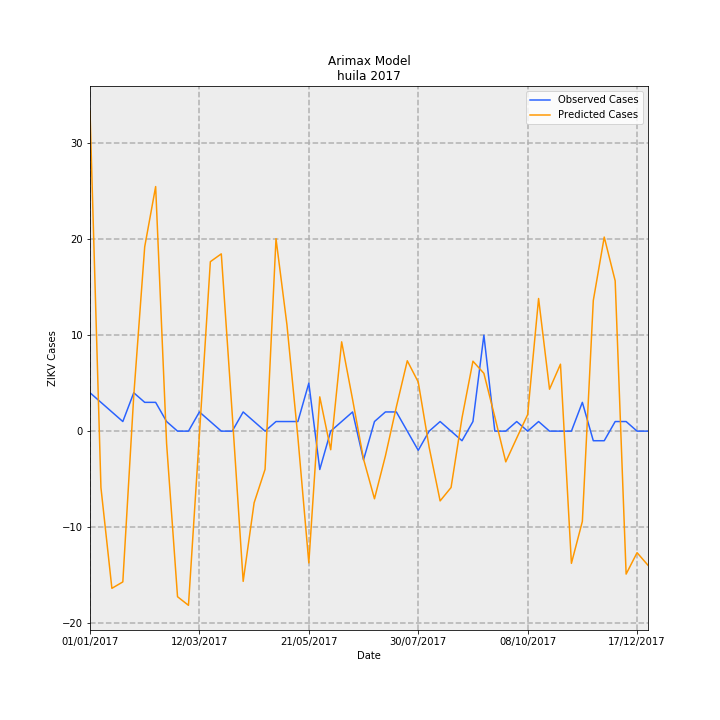 Arimax Model
huila 2017
Observed Cases
Predicted Cases
ZIKV Cases
30
20
10
0
−10
−20
01/01/2017 12/03/2017 21/05/2017 30/07/2017 08/10/2017 17/12/2017
Date